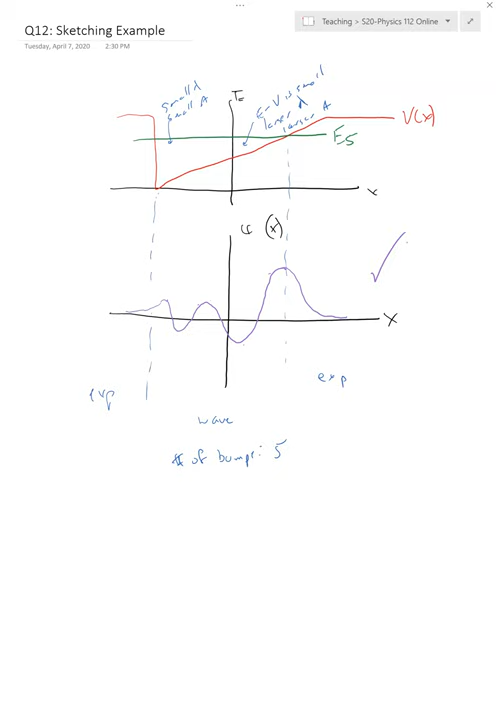 Teaching > S20-Physics 112 Online
Q12: Sketching Example
Tuesday, April 7, 2020 2:30 PM
small λ
small A
E-V is small
larger λ
larger A
V(x)
E5
x
(x)
x
exp
exp
wave
# of bumps: 5